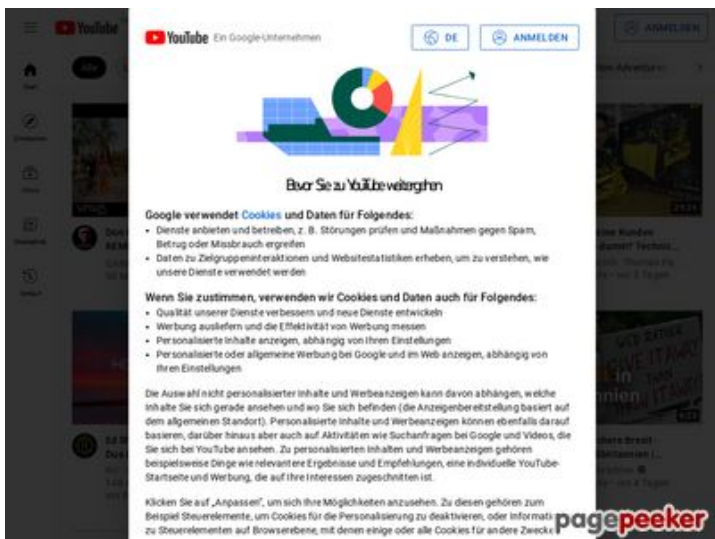 YouTube Ein Google-Unternehmen
DE
ANMELDEN
Bevor Sie zu YouTube weitergehen
Google verwendet Cookies und Daten für Folgendes:
• Dienste anbieten und betreiben, z. B. Störungen prüfen und Maßnahmen gegen Spam,
Betrug oder Missbrauch ergreifen
• Daten zu Zielgruppeninteraktionen und Websitestatistiken erheben, um zu verstehen, wie
unsere Dienste verwendet werden
Wenn Sie zustimmen, verwenden wir Cookies und Daten auch für Folgendes:
• Qualität unserer Dienste verbessern und neue Dienste entwickeln
• Werbung ausliefern und die Effektivität von Werbung messen
• Personalisierte Inhalte anzeigen, abhängig von Ihren Einstellungen
• Personalisierte oder allgemeine Werbung bei Google und im Web anzeigen, abhängig von
Ihren Einstellungen
Die Auswahl nicht personalisierter Inhalte und Werbeanzeigen kann davon abhängen, welche
Inhalte Sie sich gerade ansehen und wo Sie sich befinden (die Anzeigenbereitstellung basiert auf
dem allgemeinen Standort). Personalisierte Inhalte und Werbeanzeigen können ebenfalls darauf
basieren, darüber hinaus aber auch auf Aktivitäten wie Suchanfragen bei Google und Videos, die
Sie sich bei YouTube ansehen. Zu personalisierten Inhalten und Werbeanzeigen gehören
beispielsweise Dinge wie relevantere Ergebnisse und Empfehlungen, eine individuelle YouTube-
Startseite und Werbung, die auf Ihre Interessen zugeschnitten ist.
Klicken Sie auf „Anpassen“, um sich Ihre Möglichkeiten anzusehen. Zu diesen gehören zum
Beispiel Steuerelemente, um Cookies für die Personalisierung zu deaktivieren, oder Informati
zu Steuerelementen auf Browserebene, mit denen einige oder alle Cookies für andere Zwecke
YouTube
ANMELDEN
Alle
pagepeeker